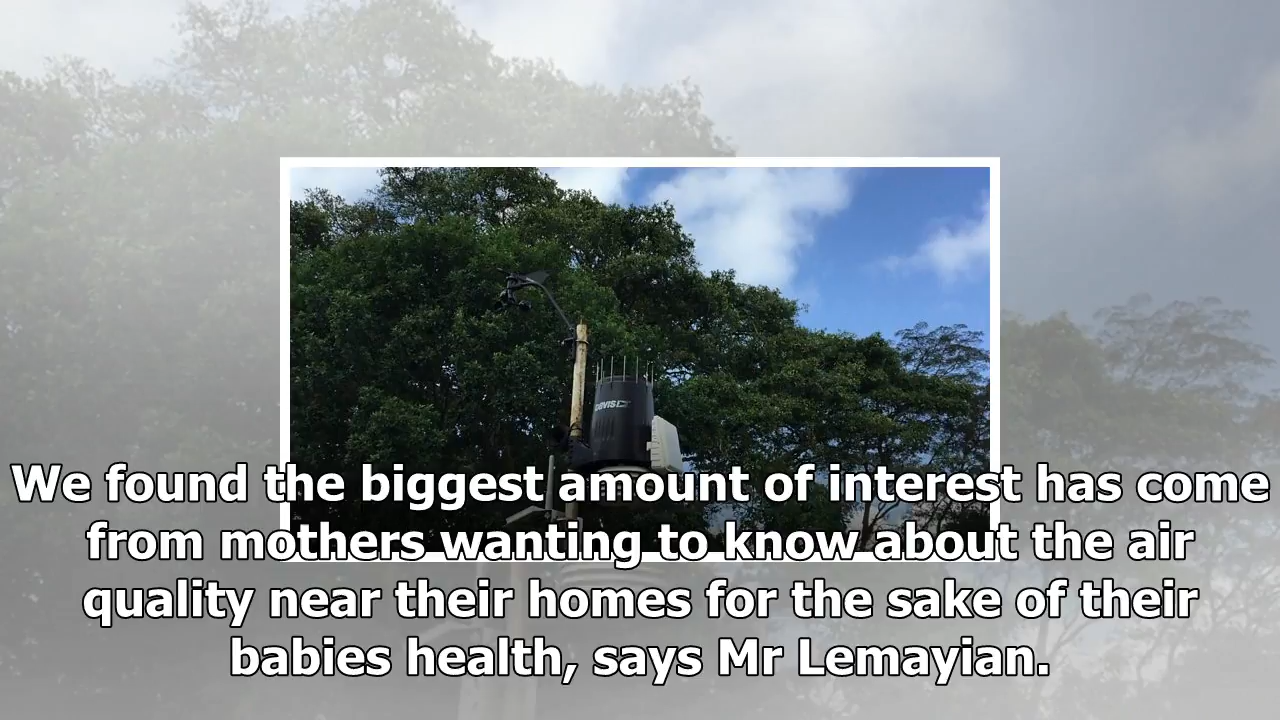 DAVIS
We found the biggest amount of interest has come
from mothers wanting to know about the air
quality near their homes for the sake of their
babies health, says Mr Lemayian.